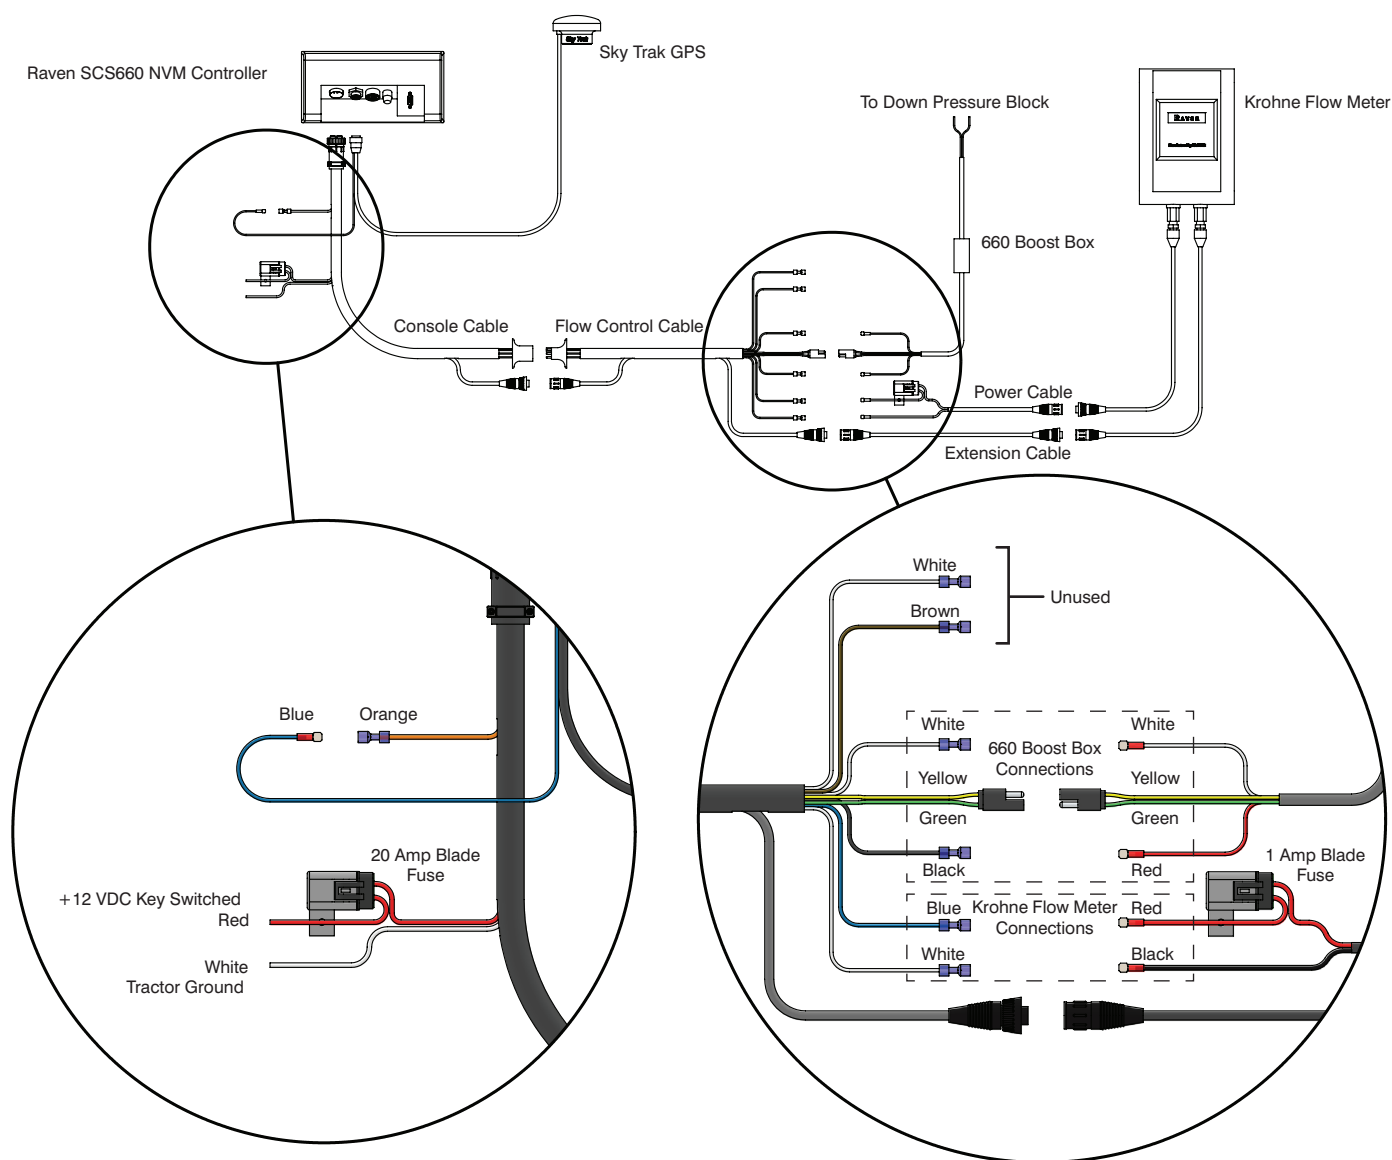 Sky Trak
Sky Trak GPS
Raven SCS660 NVM Controller
To Down Pressure Block
Krohne Flow Meter
RAVEN
660 Boost Box
Console Cable
Flow Control Cable
Power Cable
Extension Cable
White
Brown
Unused
Blue
Orange
White
660 Boost Box
Connections
White
Yellow
Yellow
Green
Green
Black
Red
20 Amp Blade
Fuse
1 Amp Blade
Fuse
+12 VDC Key Switched
Red
White
Tractor Ground
Blue
Krohne Flow Meter
Connections
Red
White
Black